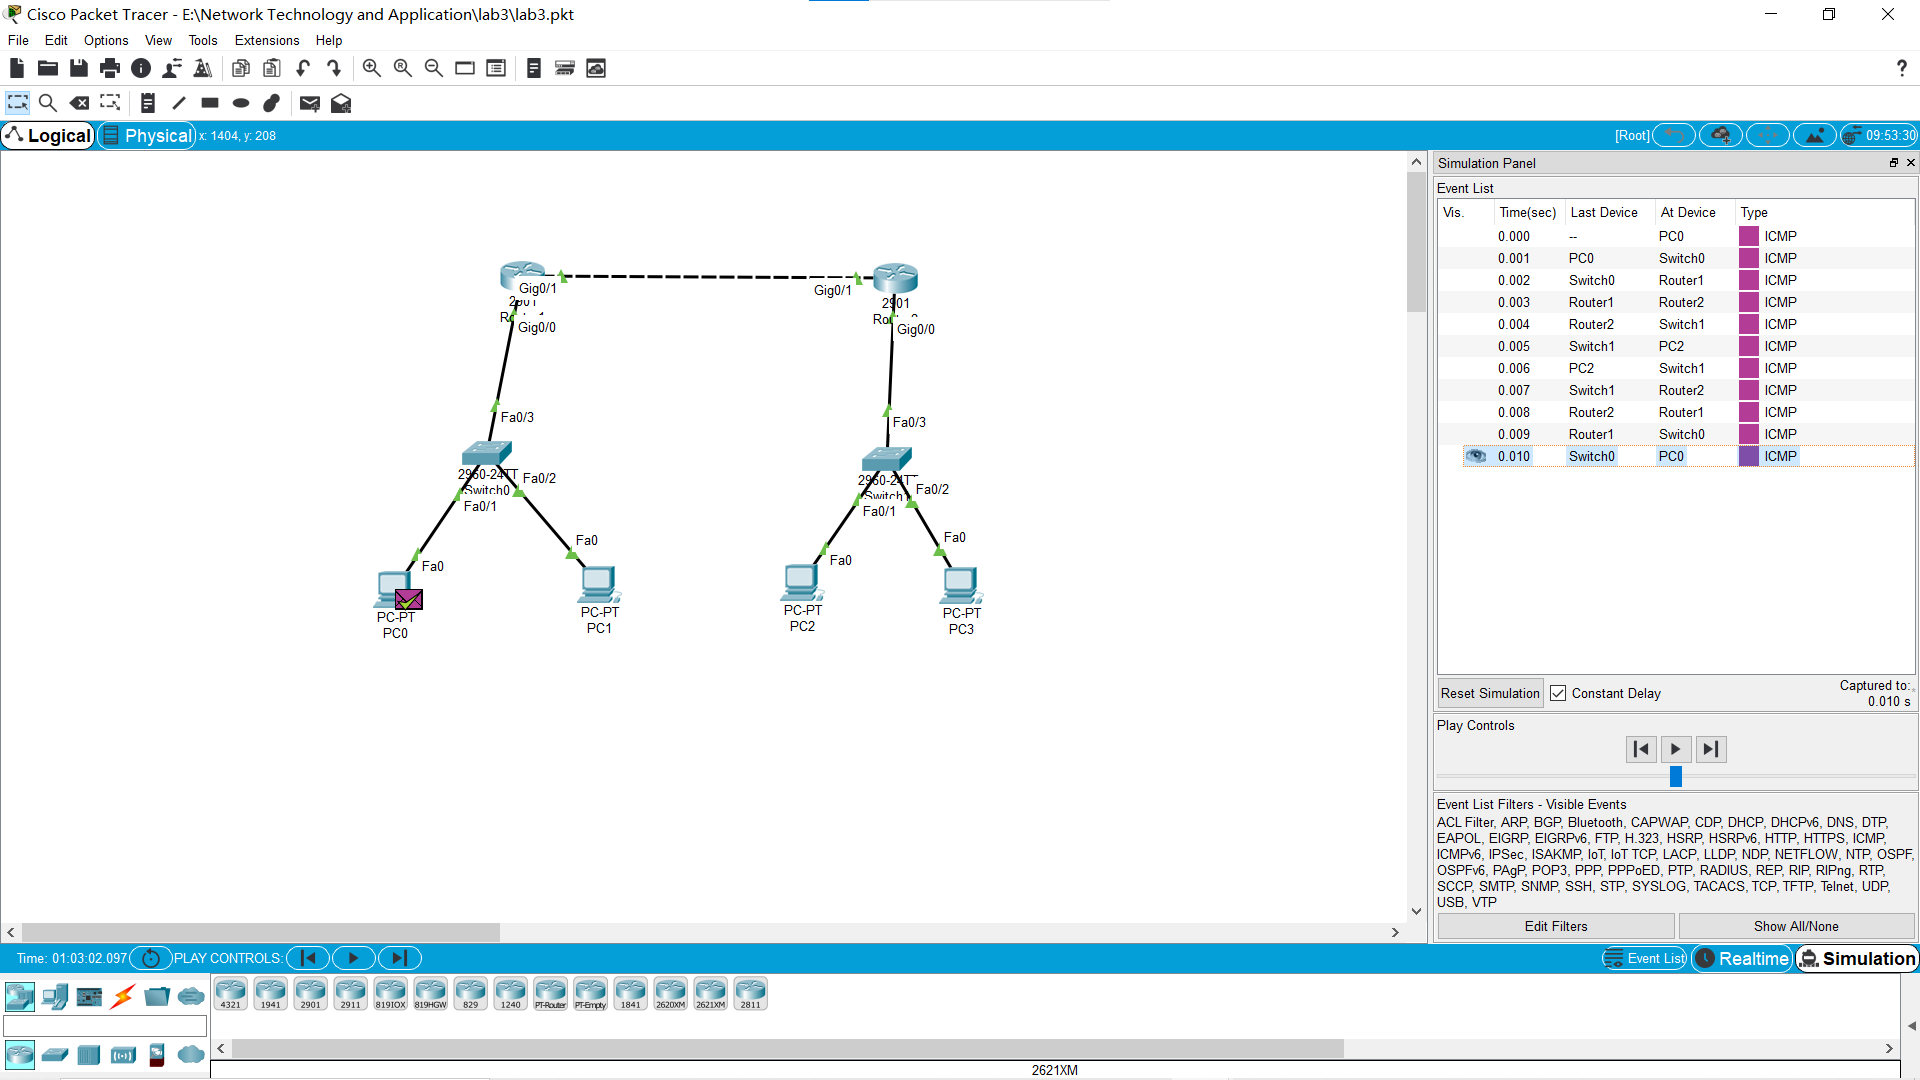 Cisco Packet Tracer - E:\Network Technology and Application\lab3\lab3.pkt
File Edit Options View Tools Extensions Help
Logical Physical x: 1404, y: 208 [Root] 09:53:30
Gig0/1
2901
Gig0/0
Gig0/1
2901
Gig0/0
Fa0/3
Fa0/3
2960-24TT
Switch0
Fa0/2
Fa0/1
2960-24TT
Switch1
Fa0/2
Fa0/1
Fa0
Fa0
Fa0
Fa0
PC-PT
PC0
PC-PT
PC1
PC-PT
PC2
PC-PT
PC3
Simulation Panel
Event List
Vis. Time(sec) Last Device At Device Type
0.000 -- PC0 ICMP
0.001 PC0 Switch0 ICMP
0.002 Switch0 Router1 ICMP
0.003 Router1 Router2 ICMP
0.004 Router2 Switch1 ICMP
0.005 Switch1 PC2 ICMP
0.006 PC2 Switch1 ICMP
0.007 Switch1 Router2 ICMP
0.008 Router2 Router1 ICMP
0.009 Router1 Switch0 ICMP
0.010 Switch0 PC0 ICMP
Reset Simulation Constant Delay Captured to:
0.010 s
Play Controls
Event List Filters - Visible Events
ACL Filter, ARP, BGP, Bluetooth, CAPWAP, CDP, DHCP, DHCPv6, DNS, DTP,
EAPOL, EIGRP, EIGRPv6, FTP, H.323, HSRP, HSRPv6, HTTP, HTTPS, ICMP,
ICMPv6, IPSec, ISAKMP, IoT, IoT TCP, LACP, LLDP, NDP, NETFLOW, NTP, OSPF,
OSPFv6, PAgP, POP3, PPP, PPPoED, PTP, RADIUS, REP, RIP, RIPng, RTP,
SCCP, SMTP, SNMP, SSH, STP, SYSLOG, TACACS, TCP, TFTP, Telnet, UDP,
USB, VTP
Edit Filters Show All/None
Time: 01:03:02.097 PLAY CONTROLS: Event List Realtime Simulation
4321 1941 2901 2911 819IOX 819HGW 829 1240 PT-Router PT-Empty 1841 2620XM 2621XM 2811
2621XM